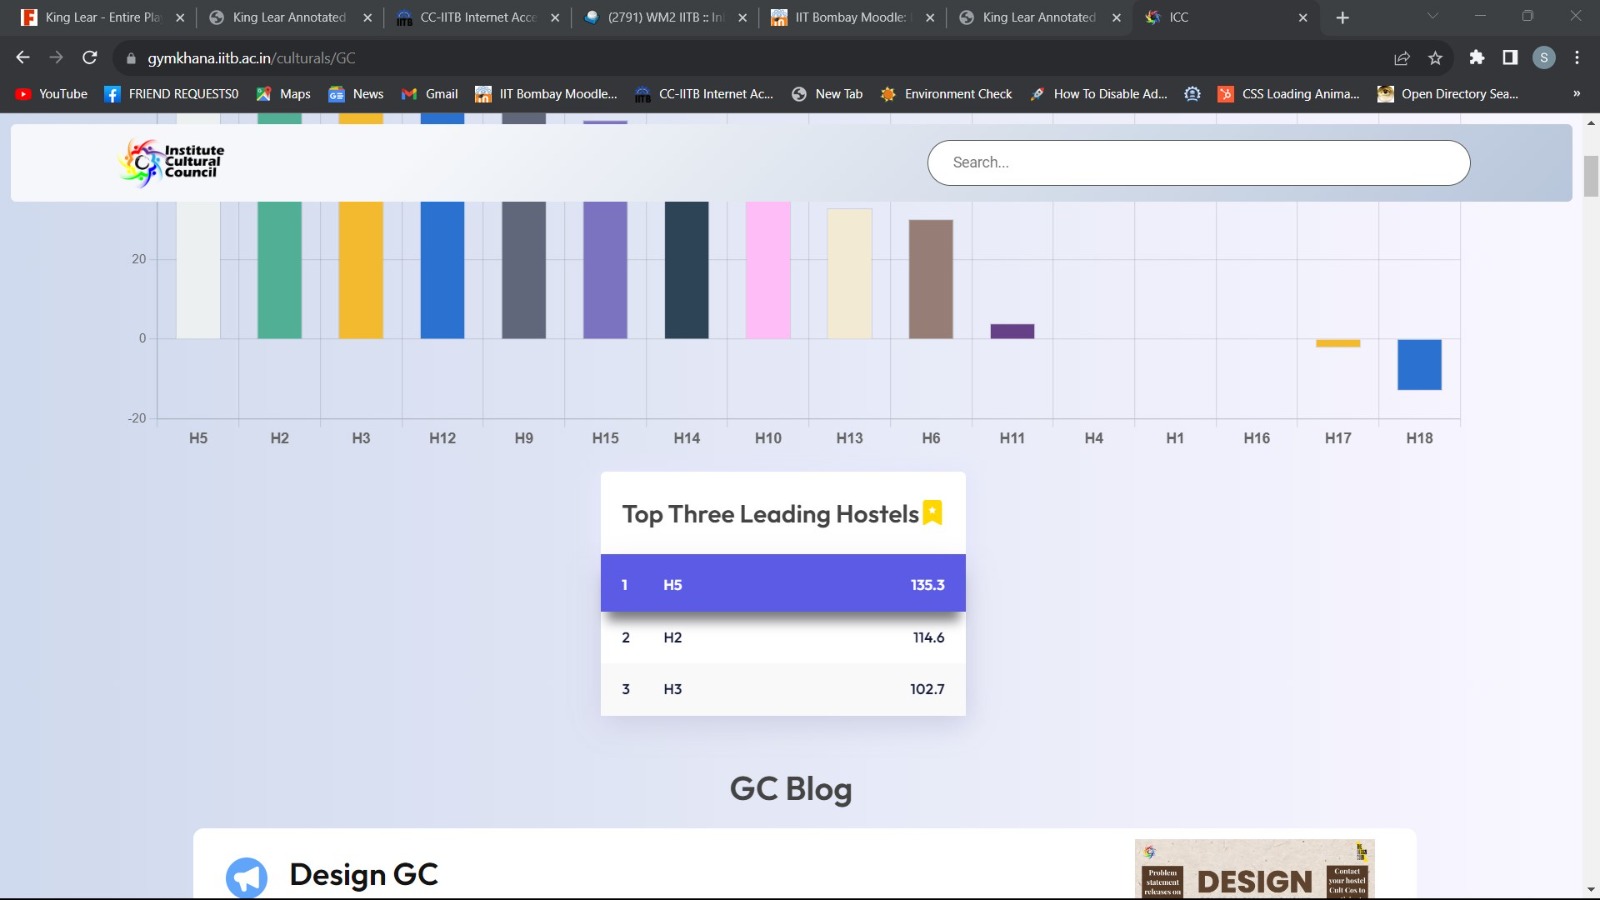 King Lear - Entire Pla
King Lear Annotated
CC-IITB Internet Acce
(2791) WM2 IITB :: In
IIT Bombay Moodle:
King Lear Annotated
ICC
gymkhana.iitb.ac.in/culturals/GC
S
YouTube
FRIEND REQUESTS0
Maps
News
Gmail
IIT Bombay Moodle...
CC-IITB Internet Ac...
New Tab
Environment Check
How To Disable Ad...
CSS Loading Anima...
Open Directory Sea...
»
Institute
Cultural
Council
Search...
20
0
-20
H5 H2 H3 H12 H9 H15 H14 H10 H13 H6 H11 H4 H1 H16 H17 H18
Top Three Leading Hostels
1 H5 135.3
2 H2 114.6
3 H3 102.7
GC Blog
Design GC
Problem
statement
releases on
DESIGN
Contact
your hostel
Cult Cos to